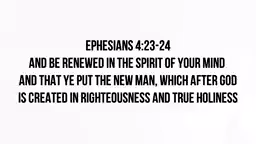 EPHESIANS 4:23-24
AND BE RENEWED IN THE SPIRIT OF YOUR MIND
AND THAT YE PUT THE NEW MAN, WHICH AFTER GOD
IS CREATED IN RIGHTEOUSNESS AND TRUE HOLINESS